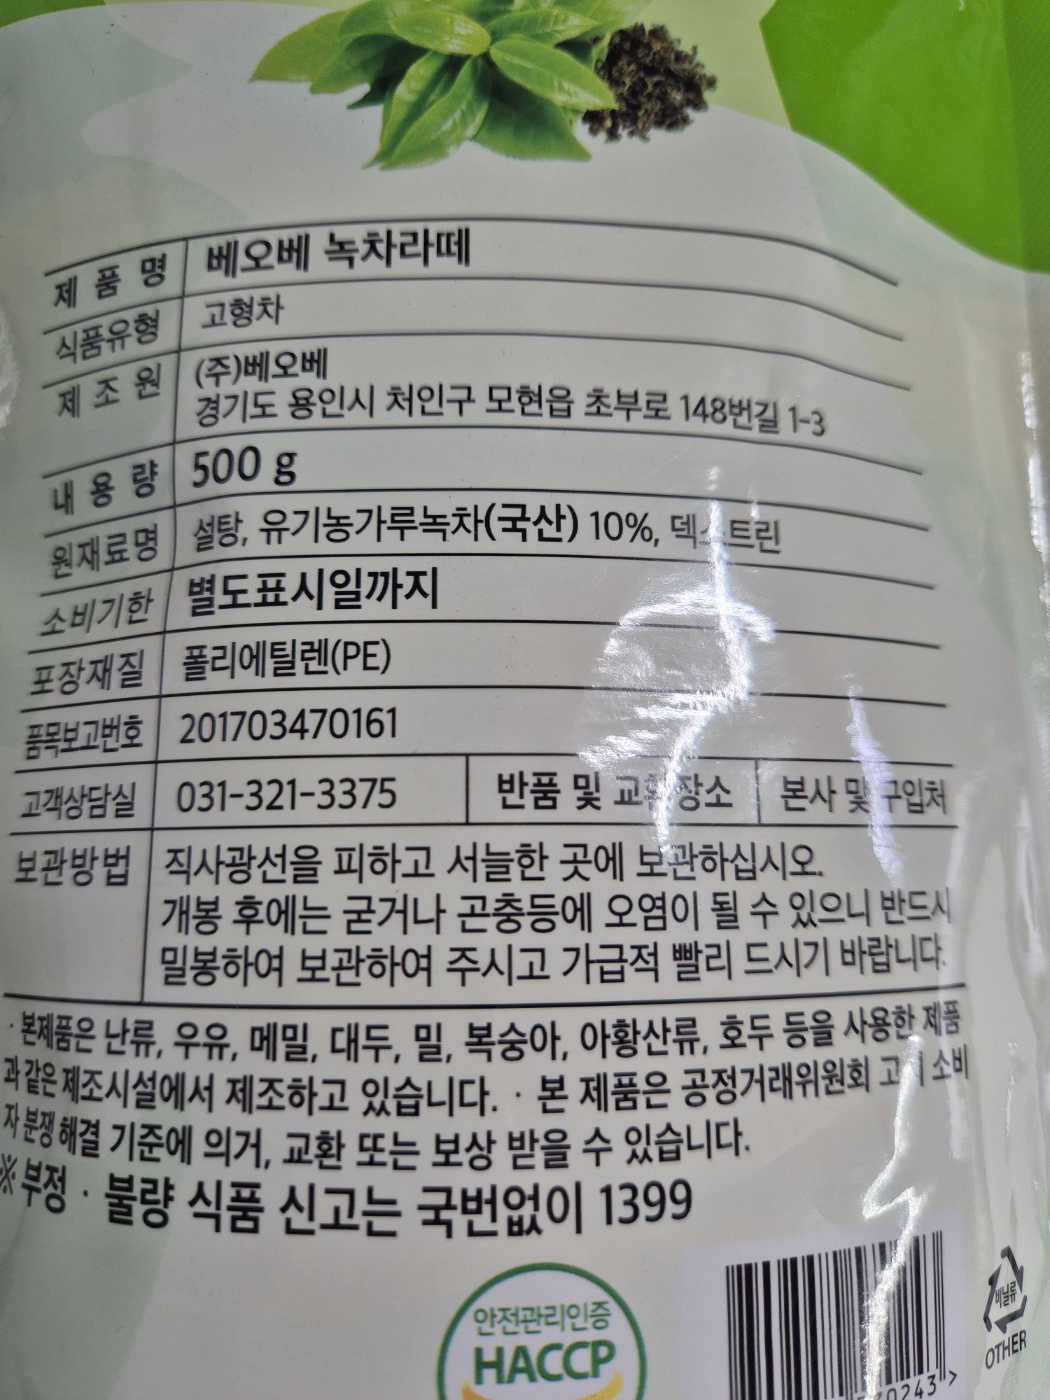 제 품 명 베오베 녹차라떼
식품유형 고형차
제 조 원 (주)베오베
경기도 용인시 처인구 모현읍 초부로 148번길 1-3
내 용 량 500 g
원재료명 설탕, 유기농가루녹차(국산) 10%, 덱스트린
소비기한 별도표시일까지
포장재질 폴리에틸렌(PE)
품목보고번호 201703470161
고객상담실 031-321-3375 반품 및 교환장소 본사 및 구입처
보관방법 직사광선을 피하고 서늘한 곳에 보관하십시오.
개봉 후에는 굳거나 곤충등에 오염이 될 수 있으니 반드시
밀봉하여 보관하여 주시고 가급적 빨리 드시기 바랍니다.
· 본제품은 난류, 우유, 메밀, 대두, 밀, 복숭아, 아황산류, 호두 등을 사용한 제품
과 같은 제조시설에서 제조하고 있습니다. · 본 제품은 공정거래위원회 고시 소비
자 분쟁 해결 기준에 의거, 교환 또는 보상 받을 수 있습니다.
※ 부정 · 불량 식품 신고는 국번없이 1399
안전관리인증
HACCP
비닐류
OTHER